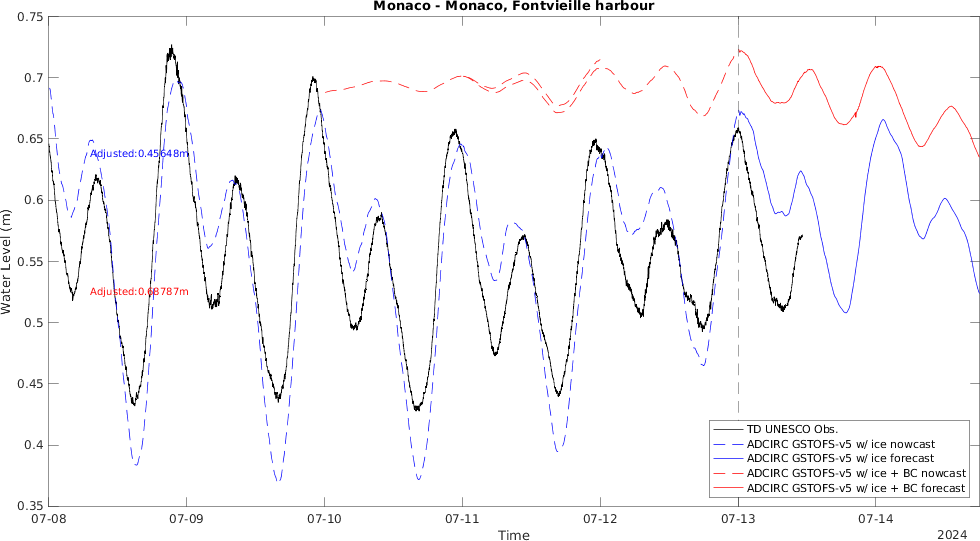 Monaco - Monaco, Fontvieille harbour
0.75
0.7
0.65
0.6
0.55
0.5
0.45
0.4
0.35
Water Level (m)
Adjusted:0.45648m
Adjusted:0.68787m
TD UNESCO Obs.
ADCIRC GSTOFS-v5 w/ ice nowcast
ADCIRC GSTOFS-v5 w/ ice forecast
ADCIRC GSTOFS-v5 w/ ice + BC nowcast
ADCIRC GSTOFS-v5 w/ ice + BC forecast
07-08 07-09 07-10 07-11 07-12 07-13 07-14
Time
2024